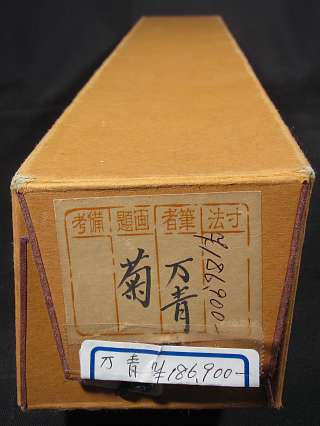 寸法
筆者
画題
備考
¥186,900-
万青
菊
万青 ¥186,900-